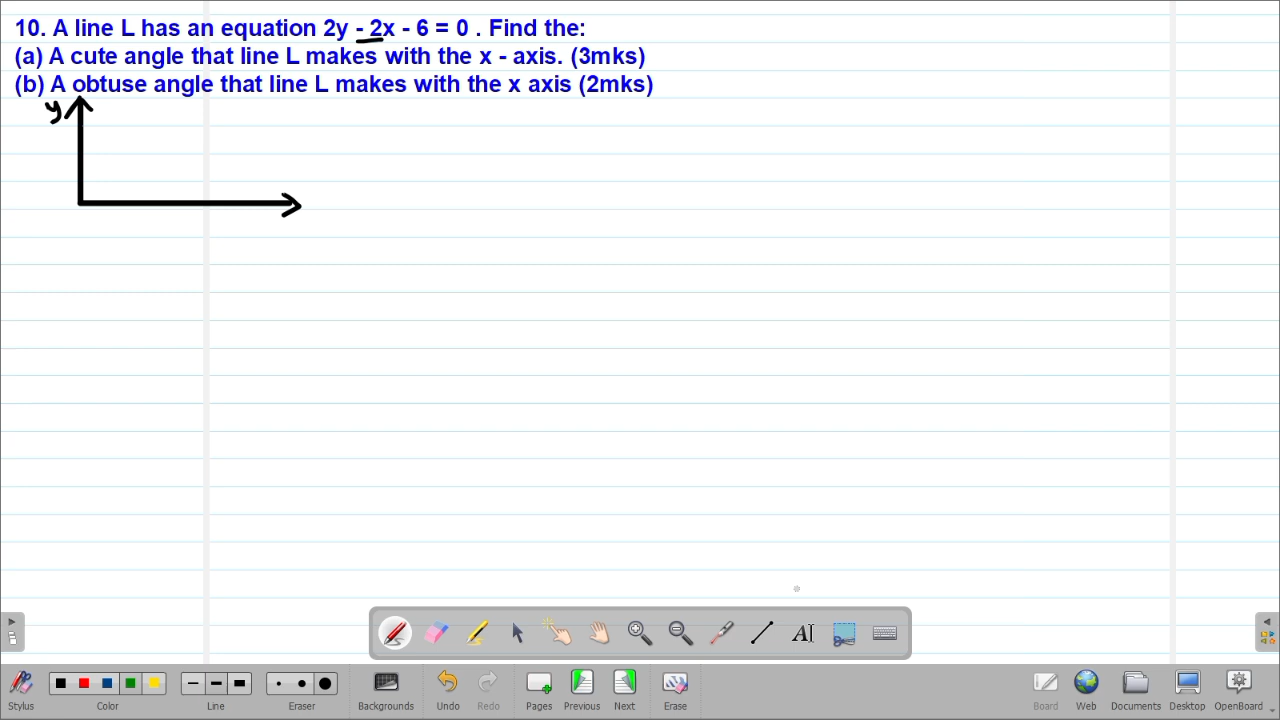 10. A line L has an equation 2y - 2x - 6 = 0 . Find the:
(a) A cute angle that line L makes with the x - axis. (3mks)
(b) A obtuse angle that line L makes with the x axis (2mks)
y
AI
Stylus
Color
Line
Eraser
Backgrounds
Undo
Redo
Pages
Previous
Next
Erase
Board
Web
Documents
Desktop
OpenBoard